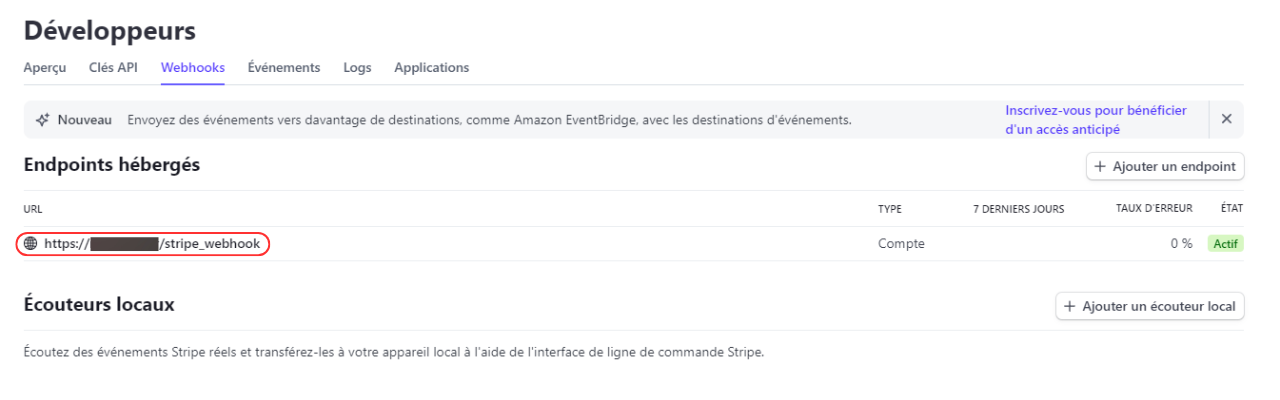 Développeurs
Aperçu Clés API Webhooks Événements Logs Applications
Nouveau Envoyez des événements vers davantage de destinations, comme Amazon EventBridge, avec les destinations d'événements.
Inscrivez-vous pour bénéficier
d'un accès anticipé
Endpoints hébergés
+ Ajouter un endpoint
URL TYPE 7 DERNIERS JOURS TAUX D'ERREUR ÉTAT
https:// /stripe_webhook Compte 0 % Actif
Écouteurs locaux
+ Ajouter un écouteur local
Écoutez des événements Stripe réels et transférez-les à votre appareil local à l'aide de l'interface de ligne de commande Stripe.